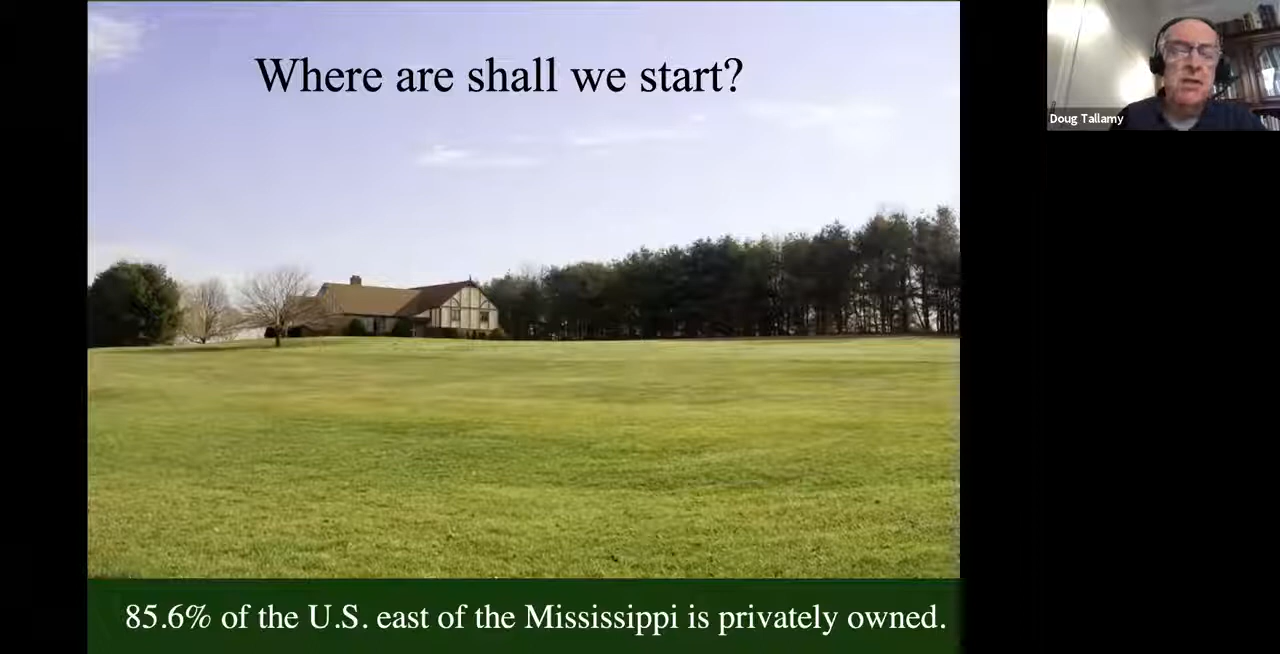 Where are shall we start?
Doug Tallamy
85.6% of the U.S. east of the Mississippi is privately owned.